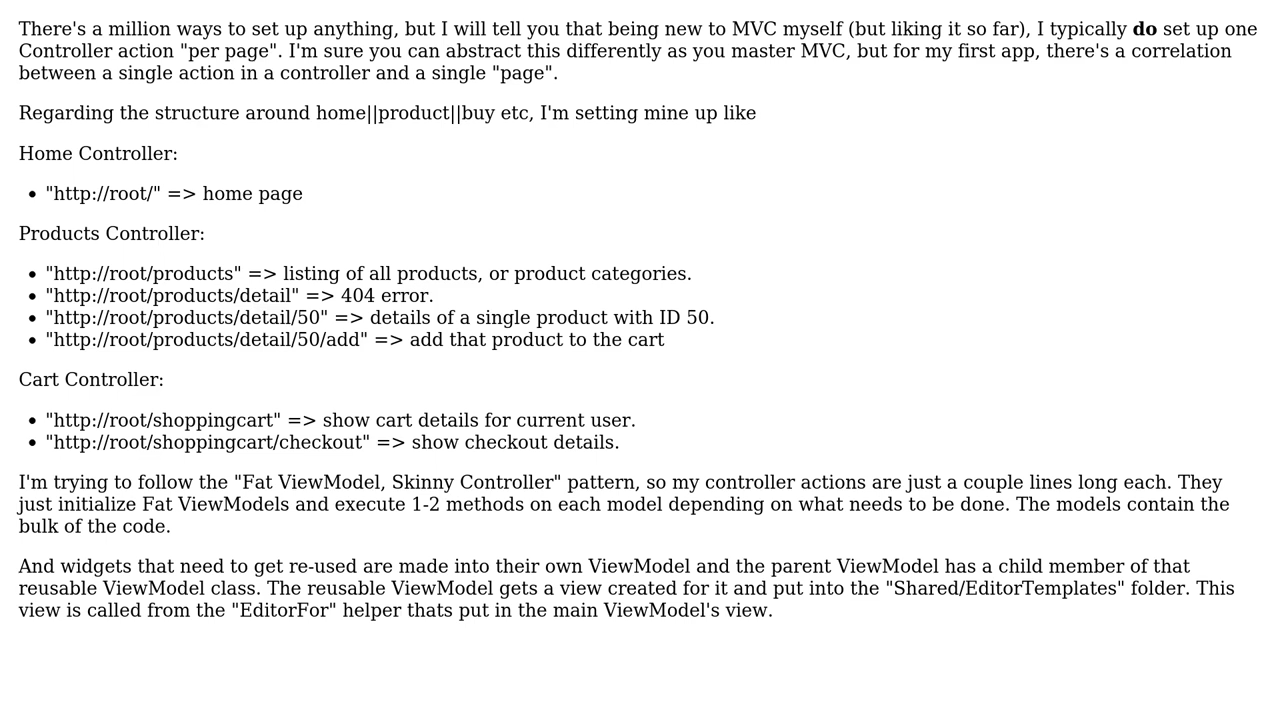 There's a million ways to set up anything, but I will tell you that being new to MVC myself (but liking it so far), I typically do set up one
Controller action "per page". I'm sure you can abstract this differently as you master MVC, but for my first app, there's a correlation
between a single action in a controller and a single "page".
Regarding the structure around home||product||buy etc, I'm setting mine up like
Home Controller:
• "http://root/" => home page
Products Controller:
• "http://root/products" => listing of all products, or product categories.
• "http://root/products/detail" => 404 error.
• "http://root/products/detail/50" => details of a single product with ID 50.
• "http://root/products/detail/50/add" => add that product to the cart
Cart Controller:
• "http://root/shoppingcart" => show cart details for current user.
• "http://root/shoppingcart/checkout" => show checkout details.
I'm trying to follow the "Fat ViewModel, Skinny Controller" pattern, so my controller actions are just a couple lines long each. They
just initialize Fat ViewModels and execute 1-2 methods on each model depending on what needs to be done. The models contain the
bulk of the code.
And widgets that need to get re-used are made into their own ViewModel and the parent ViewModel has a child member of that
reusable ViewModel class. The reusable ViewModel gets a view created for it and put into the "Shared/EditorTemplates" folder. This
view is called from the "EditorFor" helper thats put in the main ViewModel's view.